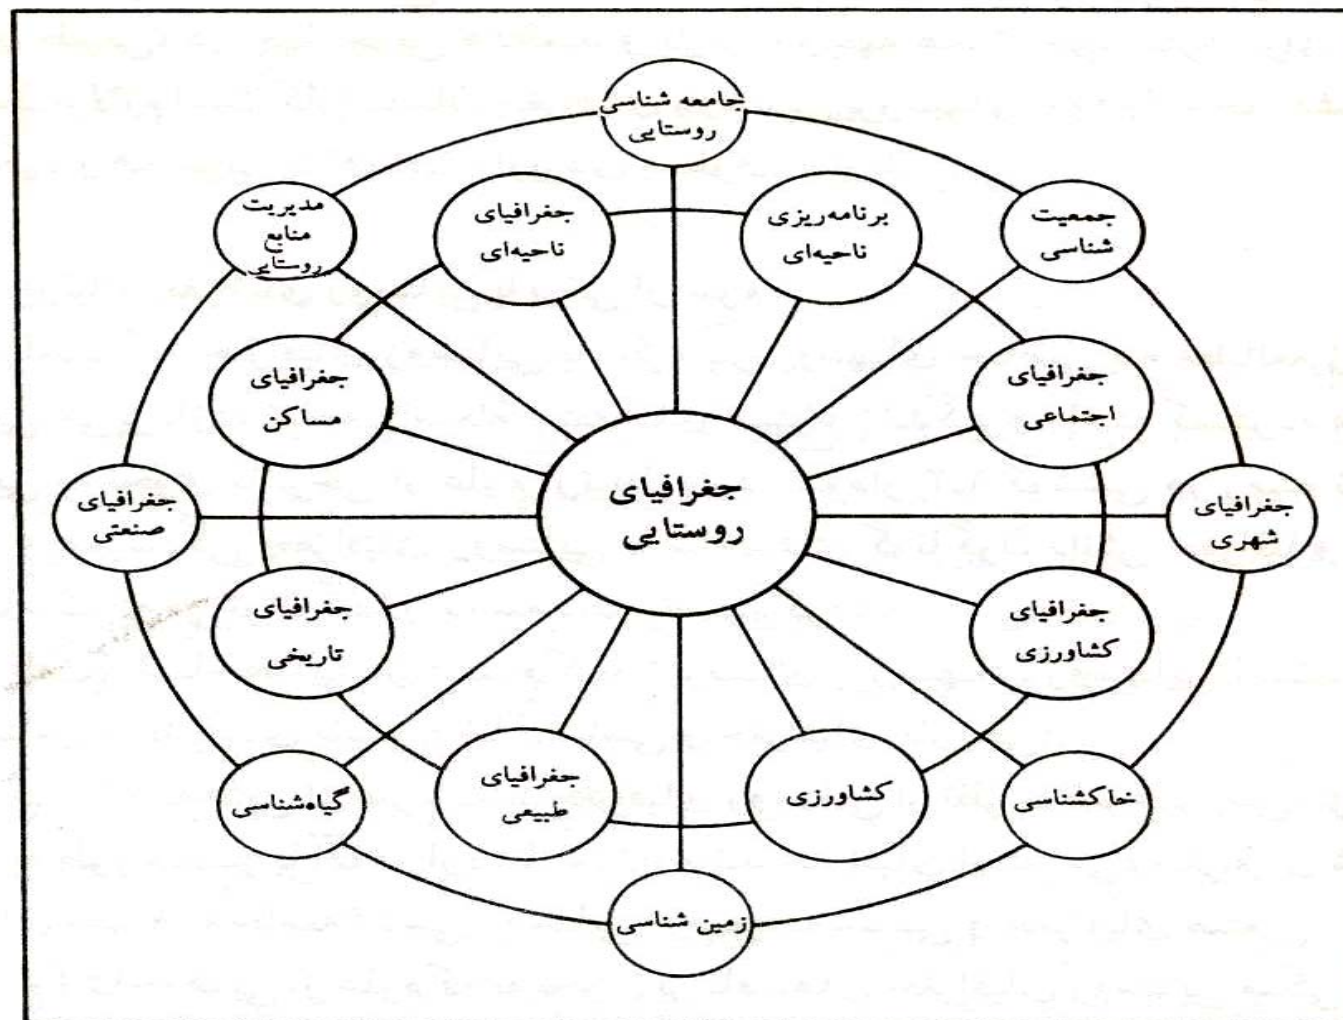 جامعه شناسی
روستایی
مدیریت
منابع
روستایی
جغرافیای
ناحیه‌ای
برنامه‌ریزی
ناحیه‌ای
جمعیت
شناسی
جغرافیای
مساکن
جغرافیای
اجتماعی
جغرافیای
صنعتی
جغرافیای
روستایی
جغرافیای
شهری
جغرافیای
تاریخی
جغرافیای
کشاورزی
گیاه‌شناسی
جغرافیای
طبیعی
کشاورزی
خاکشناسی
زمین شناسی